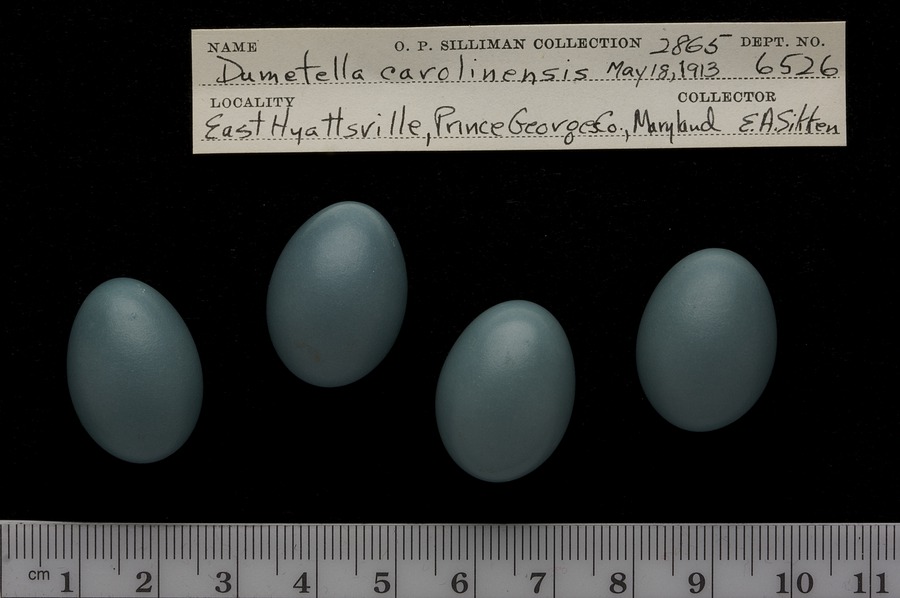 NAME O. P. SILLIMAN COLLECTION 2865 DEPT. NO.
Dumetella carolinensis May 18, 1913 6526
LOCALITY COLLECTOR
East Hyattsville, Prince George Co., Maryland E.A.
cm 1 2 3 4 5 6 7 8 9 10 11